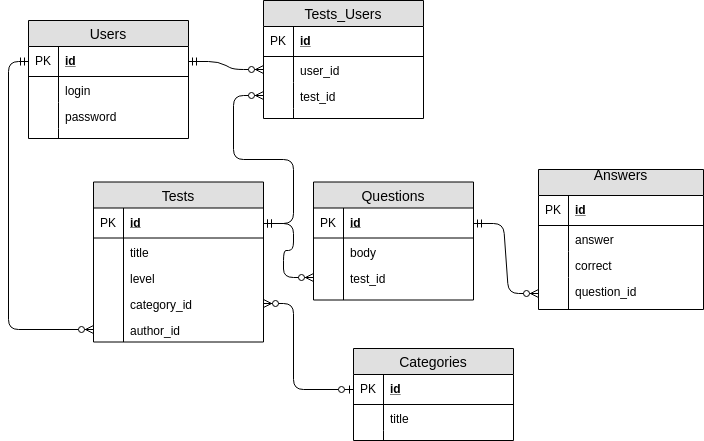 Users
PK id
login
password
Tests_Users
PK id
user_id
test_id
Tests
PK id
title
level
category_id
author_id
Questions
PK id
body
test_id
Answers
PK id
answer
correct
question_id
Categories
PK id
title